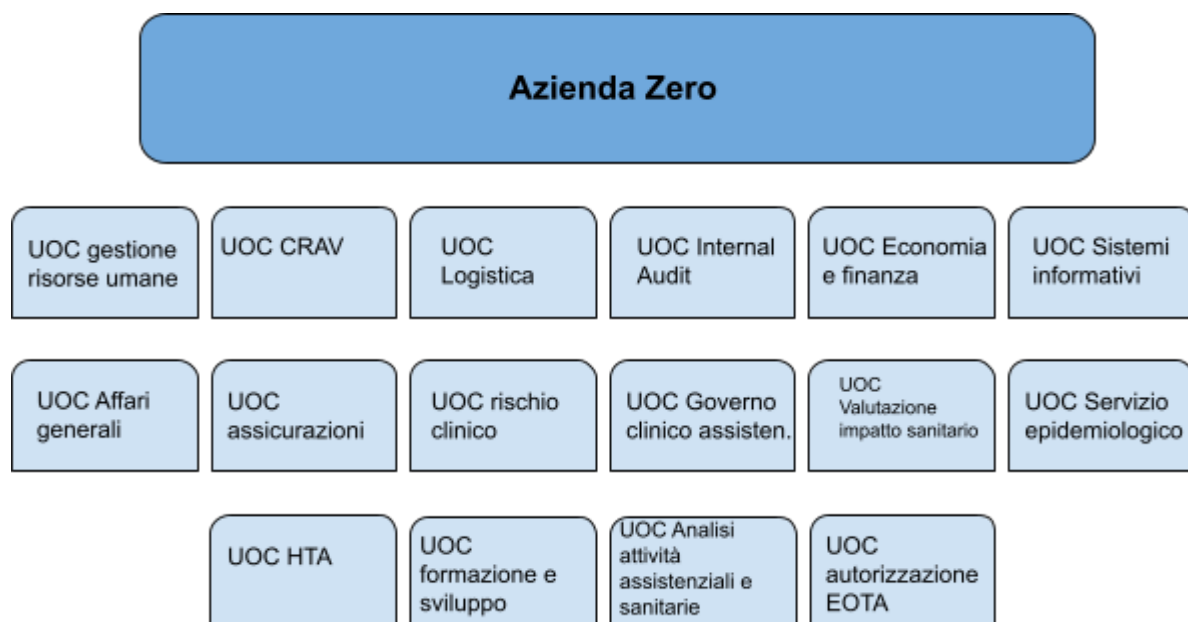 Azienda Zero
UOC gestione
risorse umane
UOC CRAV
UOC
Logistica
UOC Internal
Audit
UOC Economia
e finanza
UOC Sistemi
informativi
UOC Affari
generali
UOC
assicurazioni
UOC rischio
clinico
UOC Governo
clinico assisten.
UOC
Valutazione
impatto sanitario
UOC Servizio
epidemiologico
UOC HTA
UOC
formazione e
sviluppo
UOC Analisi
attività
assistenziali e
sanitarie
UOC
autorizzazione
EOTA